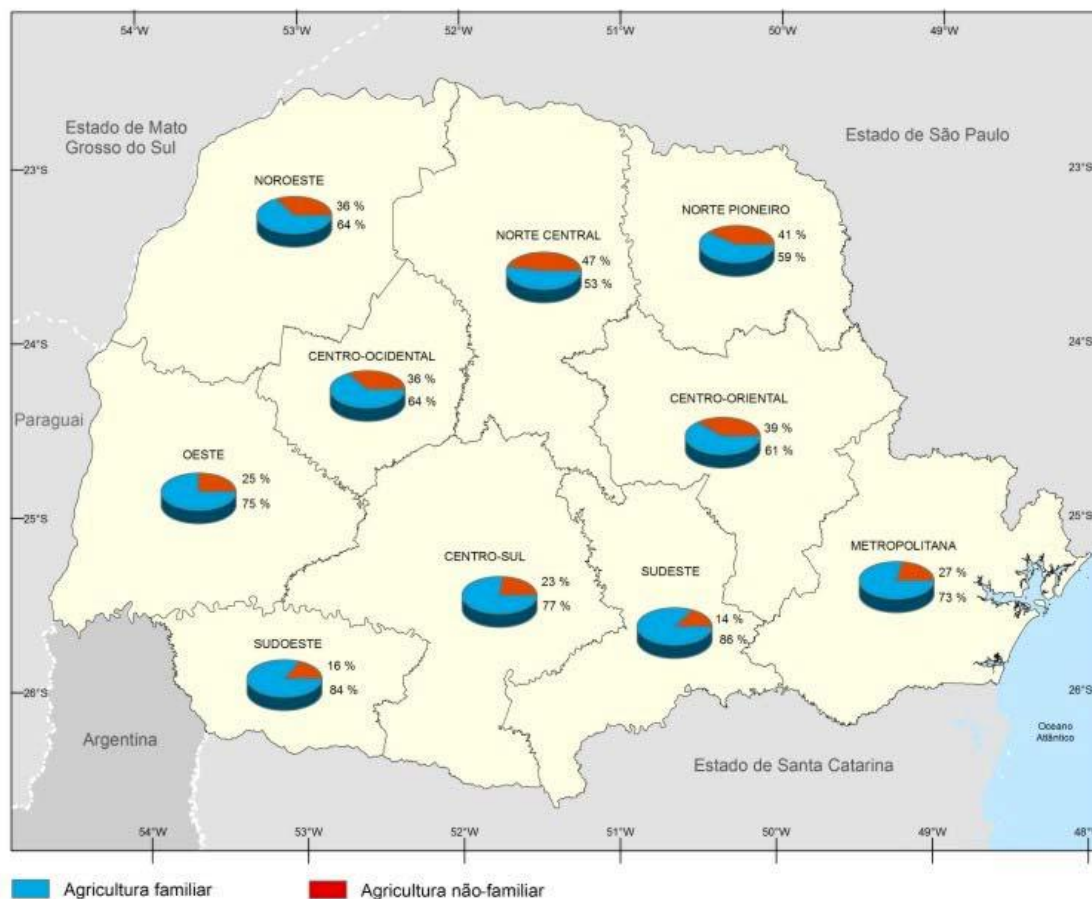 54°W 53°W 52°W 51°W 50°W 49°W
Estado de Mato
Grosso do Sul
Estado de São Paulo
23°S
23°S
NOROESTE
36 %
64 %
NORTE CENTRAL
47 %
53 %
NORTE PIONEIRO
41 %
59 %
24°S
24°S
CENTRO-OCIDENTAL
36 %
64 %
CENTRO-ORIENTAL
39 %
61 %
Paraguai
OESTE
25 %
75 %
25°S
25°S
CENTRO-SUL
23 %
77 %
SUDESTE
14 %
86 %
METROPOLITANA
27 %
73 %
SUDOESTE
16 %
84 %
26°S
26°S
Argentina
Oceano
Atlântico
Estado de Santa Catarina
54°W 53°W 52°W 51°W 50°W 49°W 48°W
Agricultura familiar
Agricultura não-familiar